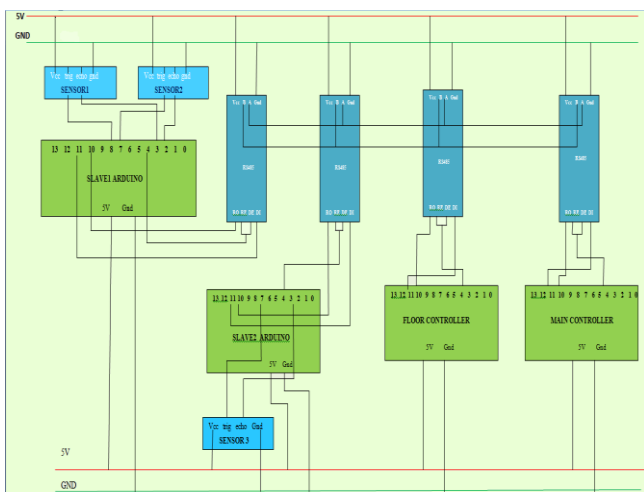 5V
GND
Vcc trig echo gnd
SENSOR1
Vcc trig echo gnd
SENSOR2
Vcc B A Gnd
RS485
RO RE DE DI
Vcc B A Gnd
RS485
RO RE DE DI
Vcc B A Gnd
RS485
RO RE DE DI
Vcc B A Gnd
RS485
RO RE DE DI
13 12 11 10 9 8 7 6 5 4 3 2 1 0
SLAVE1 ARDUINO
5V Gnd
13 12 11 10 9 8 7 6 5 4 3 2 1 0
SLAVE2 ARDUINO
5V Gnd
13 12 11 10 9 8 7 6 5 4 3 2 1 0
FLOOR CONTROLLER
5V Gnd
13 12 11 10 9 8 7 6 5 4 3 2 1 0
MAIN CONTROLLER
5V Gnd
Vcc trig echo Gnd
SENSOR 3
5V
GND